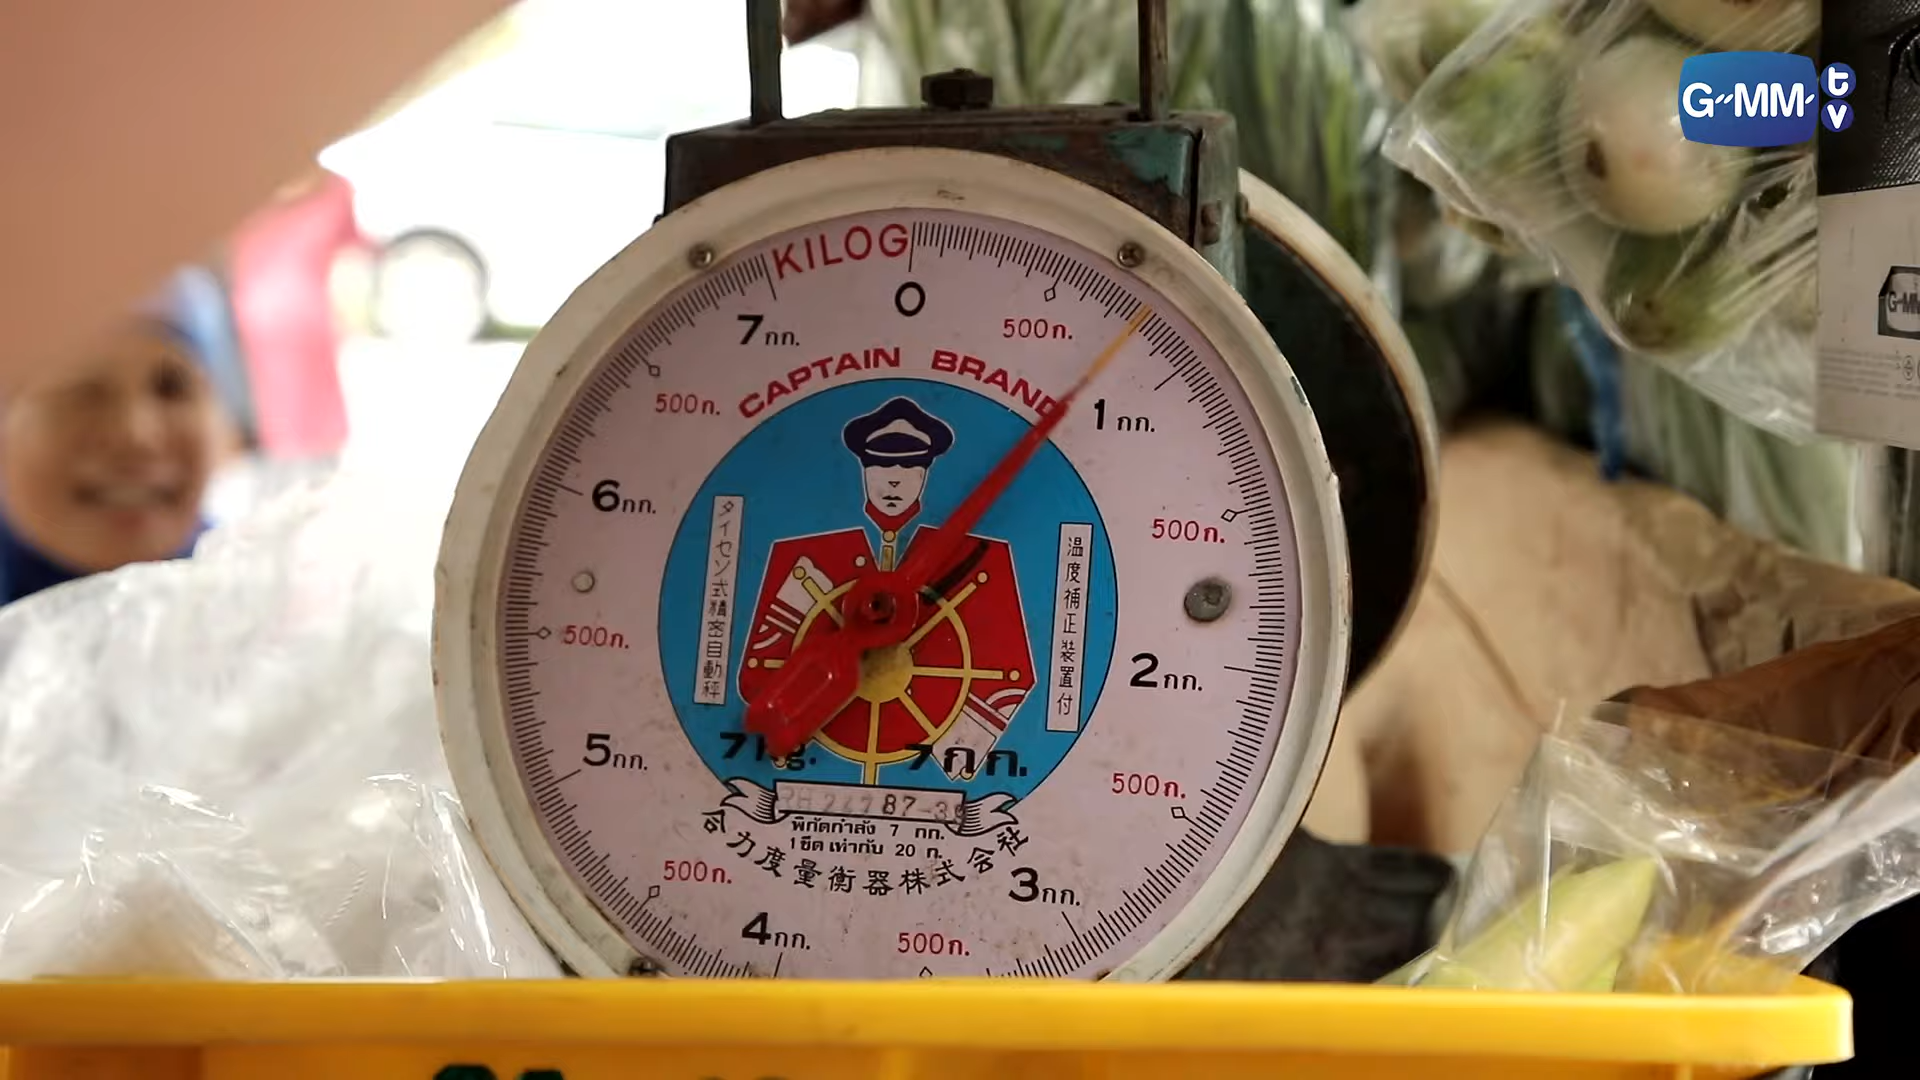 G-MM-
tv
KILOG
0
500ก.
7กก.
500ก.
1กก.
CAPTAIN BRAND
6กก.
500ก.
タイセソ式精密自動秤
温度補正装置付
500ก.
2กก.
5กก.
7kg. 7กก.
500ก.
พิกัดกำลัง 7 กก.
1ขีด เท่ากับ 20 ก.
合力度量衡器株式会社
500ก.
3กก.
4กก.
500ก.